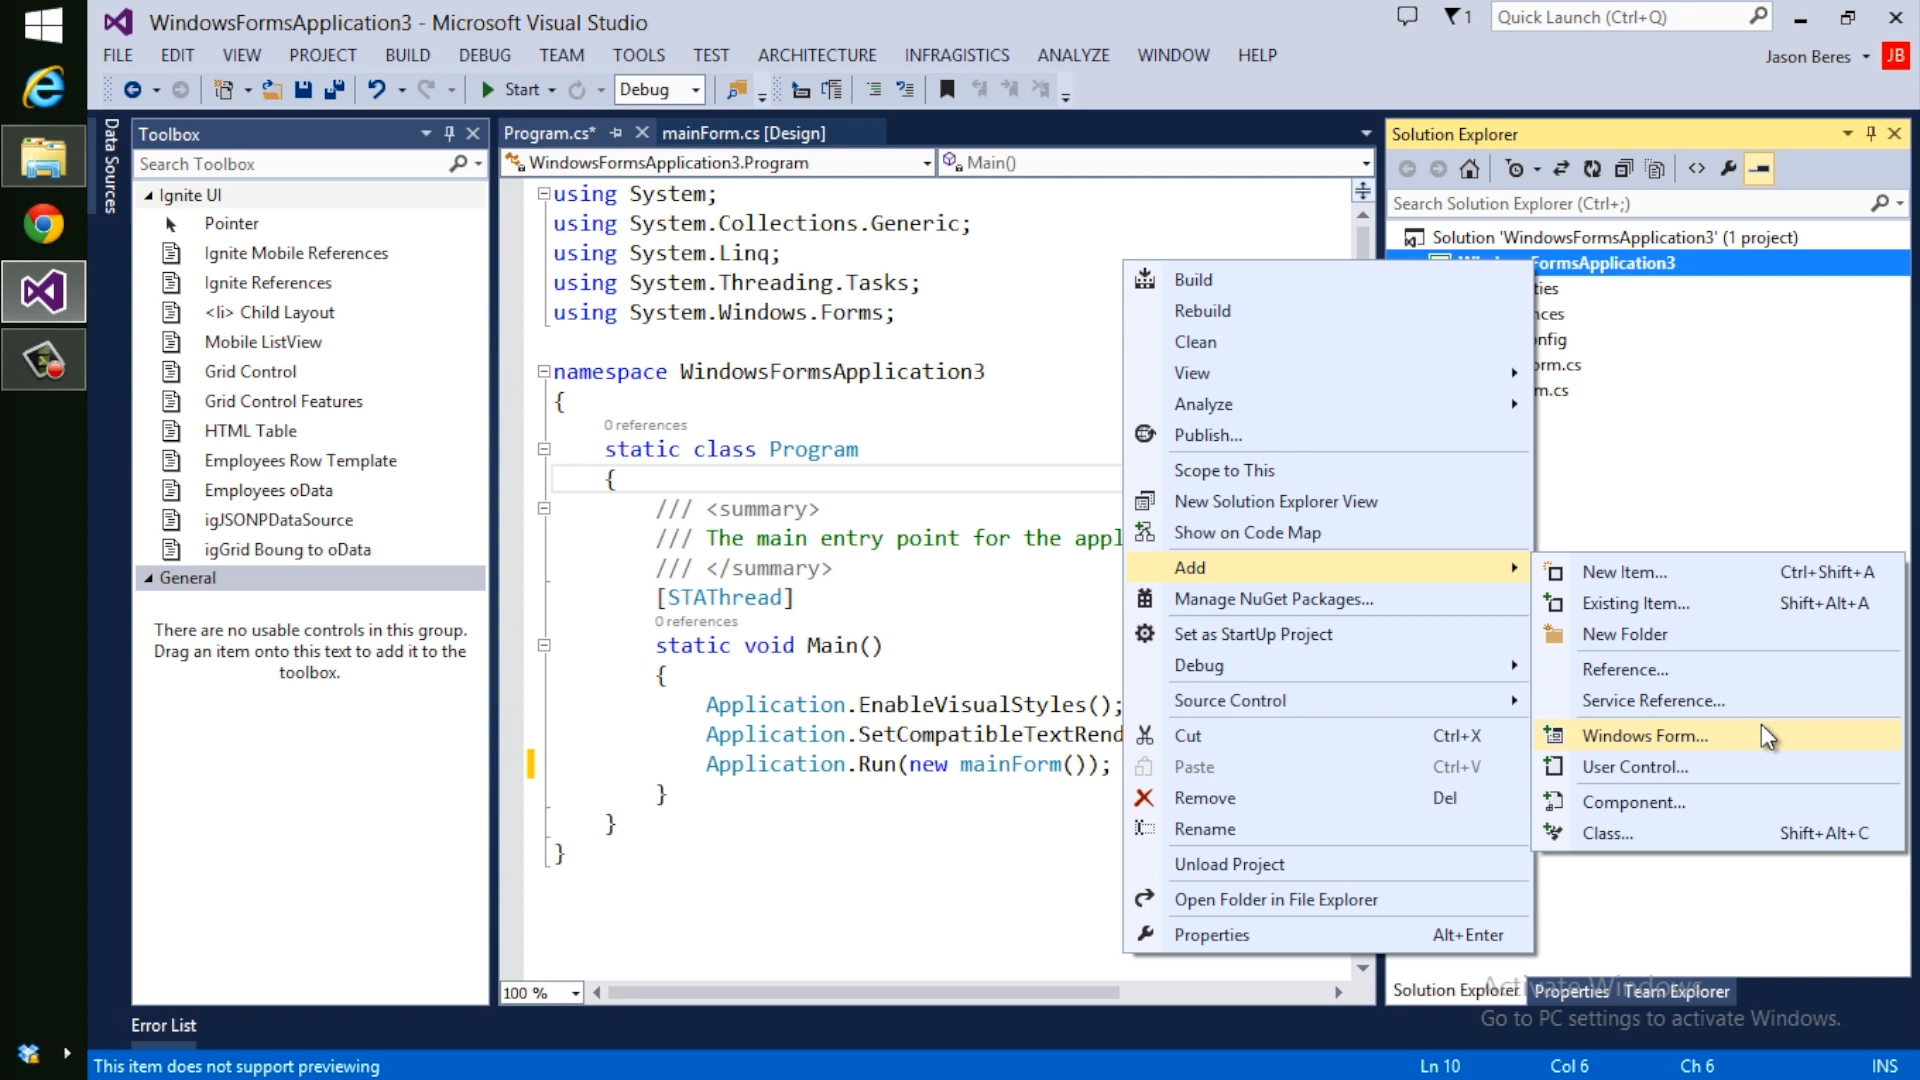 WindowsFormsApplication3 - Microsoft Visual Studio
1
Quick Launch (Ctrl+Q)
FILE EDIT VIEW PROJECT BUILD DEBUG TEAM TOOLS TEST ARCHITECTURE INFRAGISTICS ANALYZE WINDOW HELP
Jason Beres
JB
Start
Debug
Data Sources
Toolbox
Search Toolbox
Ignite UI
Pointer
Ignite Mobile References
Ignite References
<li> Child Layout
Mobile ListView
Grid Control
Grid Control Features
HTML Table
Employees Row Template
Employees oData
igJSONPDataSource
igGrid Boung to oData
General
There are no usable controls in this group.
Drag an item onto this text to add it to the
toolbox.
Program.cs*
mainForm.cs [Design]
WindowsFormsApplication3.Program
Main()
using System;
using System.Collections.Generic;
using System.Linq;
using System.Threading.Tasks;
using System.Windows.Forms;
namespace WindowsFormsApplication3
{
0 references
static class Program
{
/// <summary>
/// The main entry point for the appl
/// </summary>
[STAThread]
0 references
static void Main()
{
Application.EnableVisualStyles();
Application.SetCompatibleTextRend
Application.Run(new mainForm());
}
}
}
100 %
Build
Rebuild
Clean
View
Analyze
Publish...
Scope to This
New Solution Explorer View
Show on Code Map
Add
Manage NuGet Packages...
Set as StartUp Project
Debug
Source Control
Cut Ctrl+X
Paste Ctrl+V
Remove Del
Rename
Unload Project
Open Folder in File Explorer
Properties Alt+Enter
New Item... Ctrl+Shift+A
Existing Item... Shift+Alt+A
New Folder
Reference...
Service Reference...
Windows Form...
User Control...
Component...
Class... Shift+Alt+C
Solution Explorer
Search Solution Explorer (Ctrl+;)
Solution 'WindowsFormsApplication3' (1 project)
FormsApplication3
ties
nces
nfig
orm.cs
m.cs
Solution Explorer Properties Team Explorer
Activate Windows
Go to PC settings to activate Windows.
Error List
This item does not support previewing
Ln 10 Col 6 Ch 6 INS